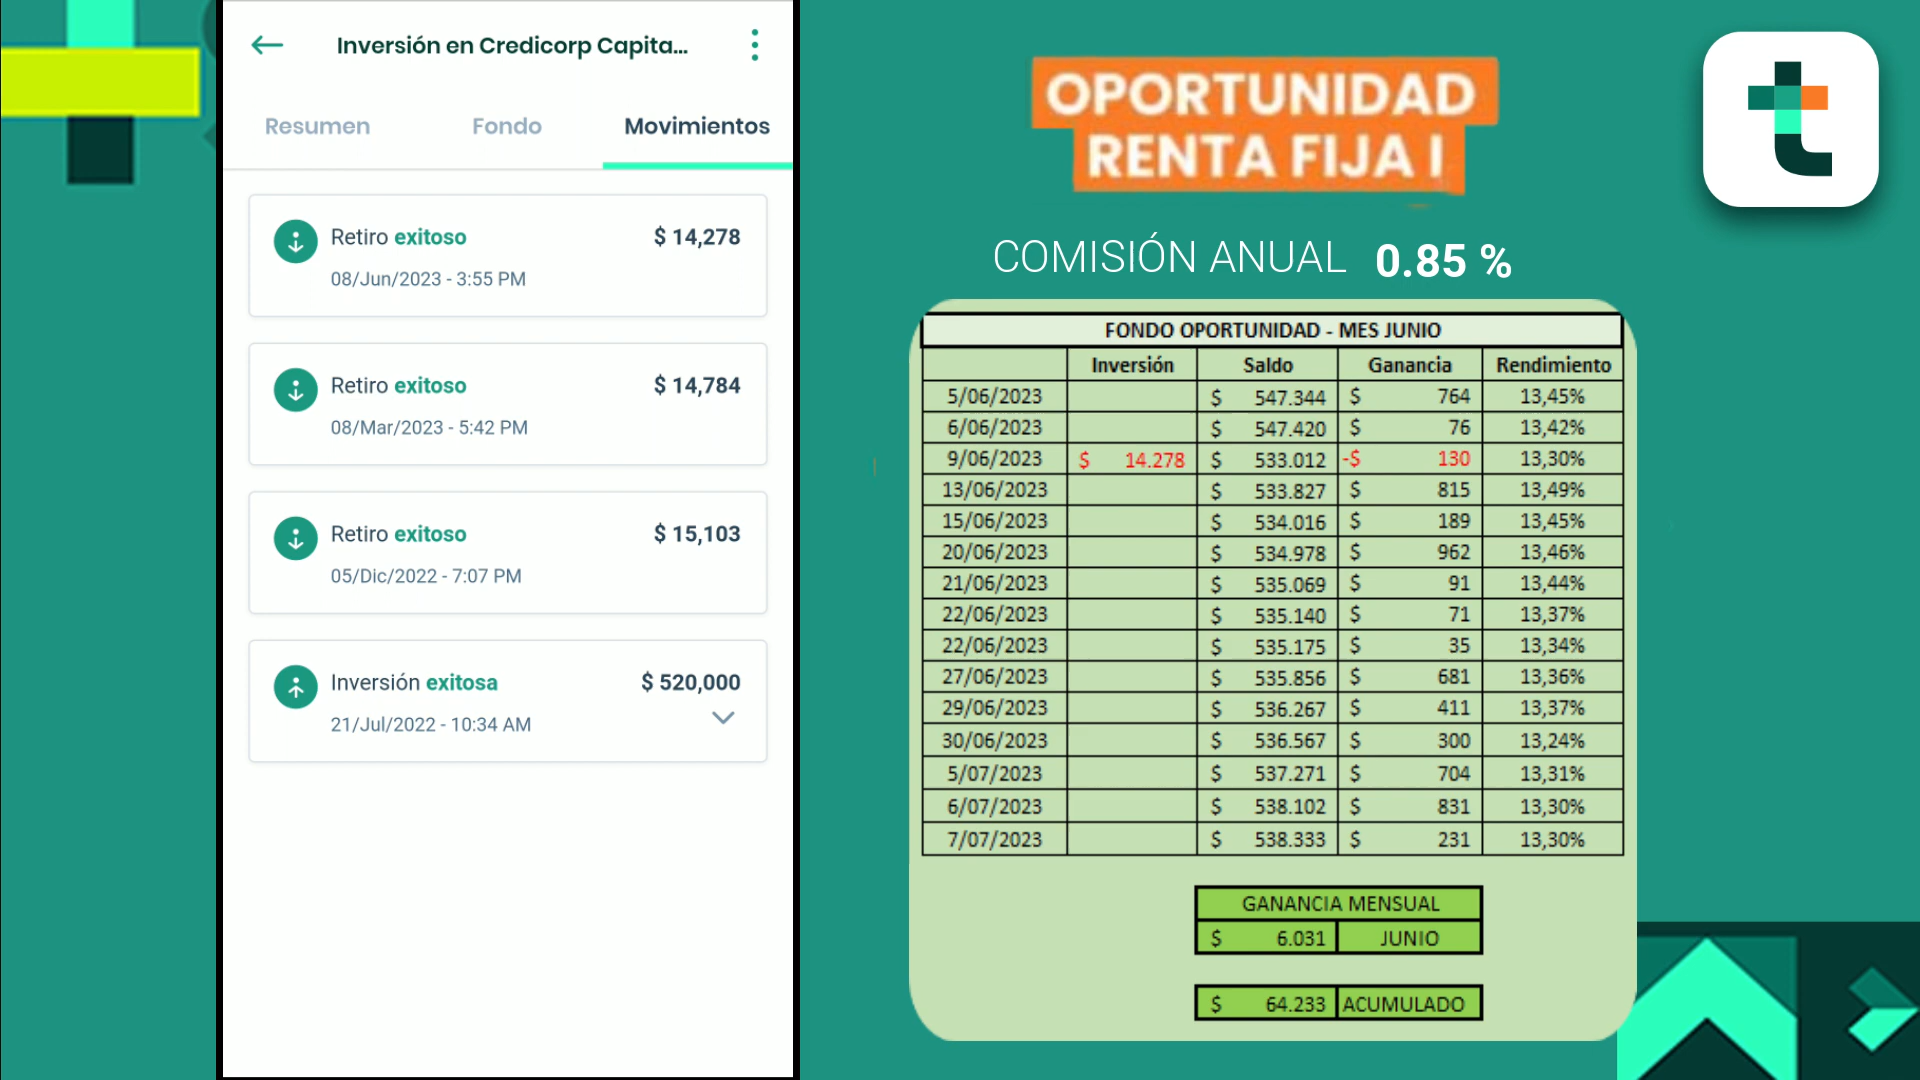 Inversión en Credicorp Capita...
Resumen Fondo Movimientos
Retiro exitoso $ 14,278
08/Jun/2023 - 3:55 PM
Retiro exitoso $ 14,784
08/Mar/2023 - 5:42 PM
Retiro exitoso $ 15,103
05/Dic/2022 - 7:07 PM
Inversión exitosa $ 520,000
21/Jul/2022 - 10:34 AM
OPORTUNIDAD
RENTA FIJA I
COMISIÓN ANUAL 0.85 %
t
FONDO OPORTUNIDAD - MES JUNIO
Inversión Saldo Ganancia Rendimiento
5/06/2023 $ 547.344 $ 764 13,45%
6/06/2023 $ 547.420 $ 76 13,42%
9/06/2023 $ 14.278 $ 533.012 -$ 130 13,30%
13/06/2023 $ 533.827 $ 815 13,49%
15/06/2023 $ 534.016 $ 189 13,45%
20/06/2023 $ 534.978 $ 962 13,46%
21/06/2023 $ 535.069 $ 91 13,44%
22/06/2023 $ 535.140 $ 71 13,37%
22/06/2023 $ 535.175 $ 35 13,34%
27/06/2023 $ 535.856 $ 681 13,36%
29/06/2023 $ 536.267 $ 411 13,37%
30/06/2023 $ 536.567 $ 300 13,24%
5/07/2023 $ 537.271 $ 704 13,31%
6/07/2023 $ 538.102 $ 831 13,30%
7/07/2023 $ 538.333 $ 231 13,30%
GANANCIA MENSUAL
$ 6.031 JUNIO
$ 64.233 ACUMULADO